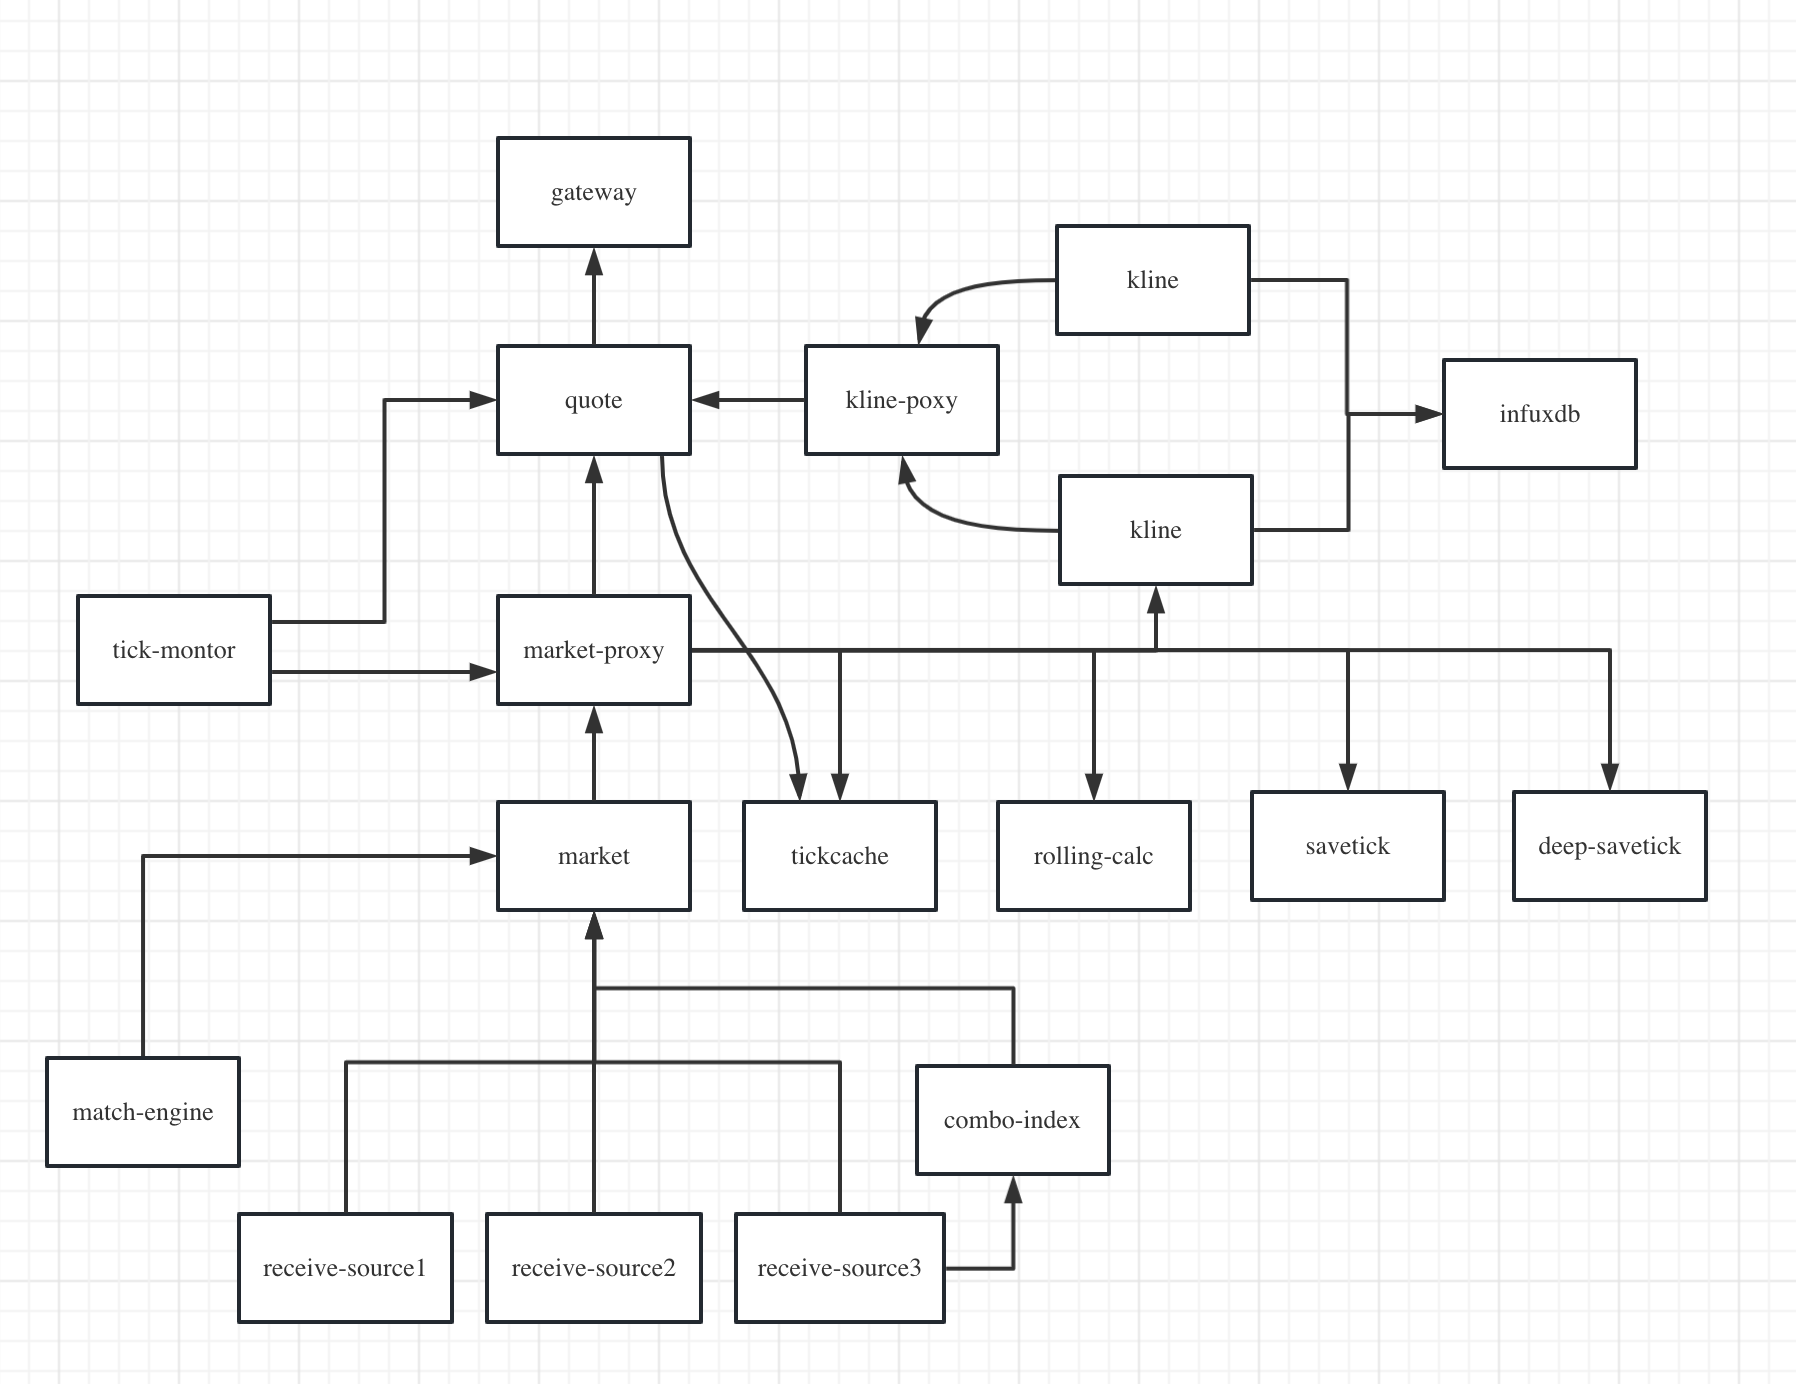 gateway
kline
quote
kline-poxy
infuxdb
kline
tick-montor
market-proxy
market
tickcache
rolling-calc
savetick
deep-savetick
match-engine
combo-index
receive-source1
receive-source2
receive-source3